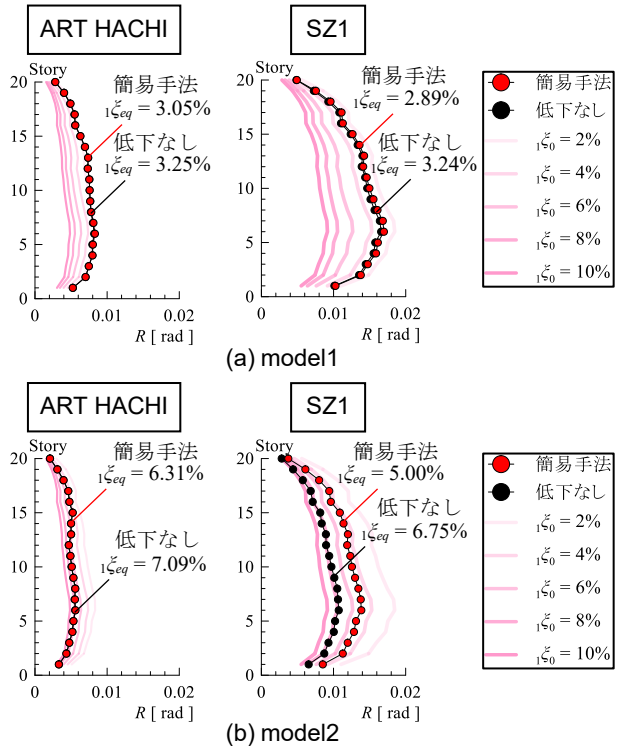 ART HACHI
SZ1
Story
20
15
10
5
0
0
0.01
0.02
R [ rad ]
簡易手法
₁ξeq = 3.05%
低下なし
₁ξeq = 3.25%
20
15
10
5
0
0
0.01
0.02
R [ rad ]
簡易手法
₁ξeq = 2.89%
低下なし
₁ξeq = 3.24%
簡易手法
低下なし
₁ξ₀ = 2%
₁ξ₀ = 4%
₁ξ₀ = 6%
₁ξ₀ = 8%
₁ξ₀ = 10%
(a) model1
ART HACHI
SZ1
Story
20
15
10
5
0
0
0.01
0.02
R [ rad ]
簡易手法
₁ξeq = 6.31%
低下なし
₁ξeq = 7.09%
Story
20
15
10
5
0
0
0.01
0.02
R [ rad ]
簡易手法
₁ξeq = 5.00%
低下なし
₁ξeq = 6.75%
簡易手法
低下なし
₁ξ₀ = 2%
₁ξ₀ = 4%
₁ξ₀ = 6%
₁ξ₀ = 8%
₁ξ₀ = 10%
(b) model2